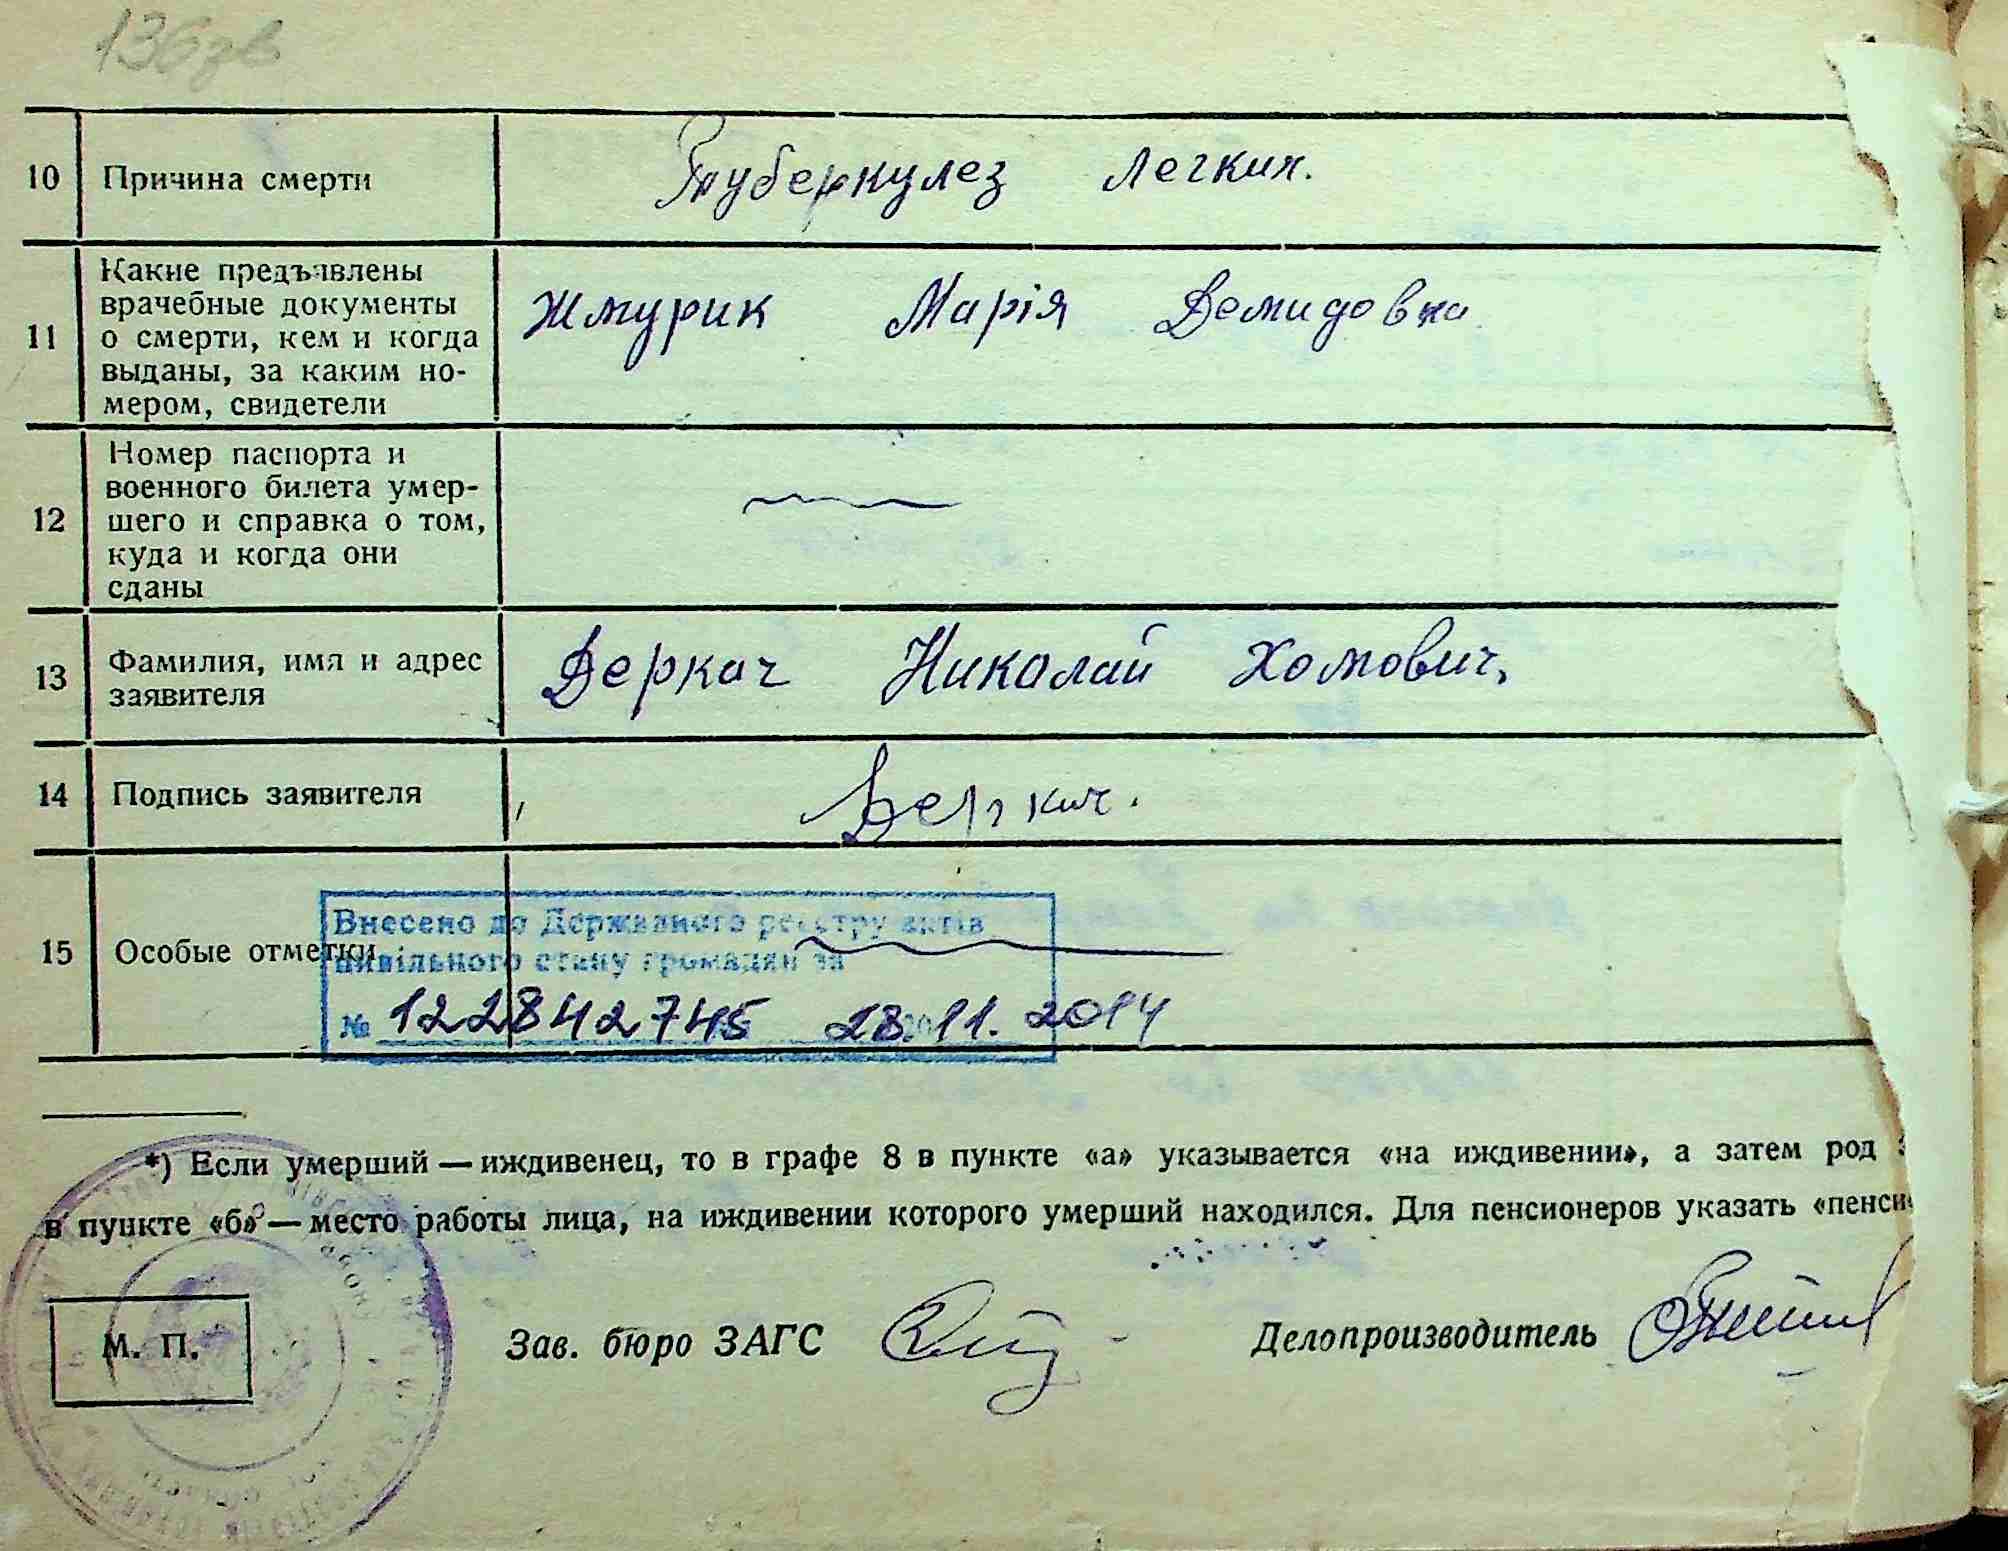 136зв
10 Причина смерти Туберкулез легких.
11 Какие предъявлены
врачебные документы
о смерти, кем и когда
выданы, за каким но-
мером, свидетели
Жмурик Марія Демидовна
12 Номер паспорта и
военного билета умер-
шего и справка о том,
куда и когда они
сданы
13 Фамилия, имя и адрес
заявителя
Деркач Николай Хомович,
14 Подпись заявителя Деркач.
15 Особые отметки
Внесено до Державного реєстру актів
цивільного стану громадян за
№ 122842745 28.11.2014
*) Если умерший — иждивенец, то в графе 8 в пункте «а» указывается «на иждивении», а затем род
в пункте «б» — место работы лица, на иждивении которого умерший находился. Для пенсионеров указать «пенси
М. П. Зав. бюро ЗАГС Делопроизводитель